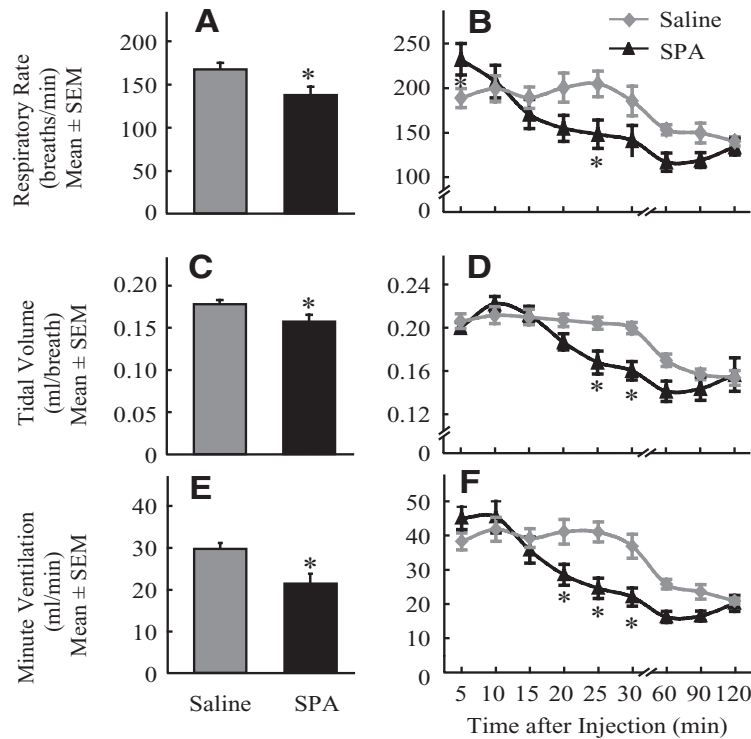 A
Respiratory Rate
(breaths/min)
Mean ± SEM
200
150
100
50
0
*
B
Saline
SPA
250
200
150
100
0
*
*
C
Tidal Volume
(ml/breath)
Mean ± SEM
0.20
0.15
0.10
0.05
0
*
D
0.24
0.20
0.16
0.12
0
* *
E
Minute Ventilation
(ml/min)
Mean ± SEM
40
30
20
10
0
*
Saline SPA
F
50
40
30
20
10
0
* * *
5 10 15 20 25 30 60 90 120
Time after Injection (min)